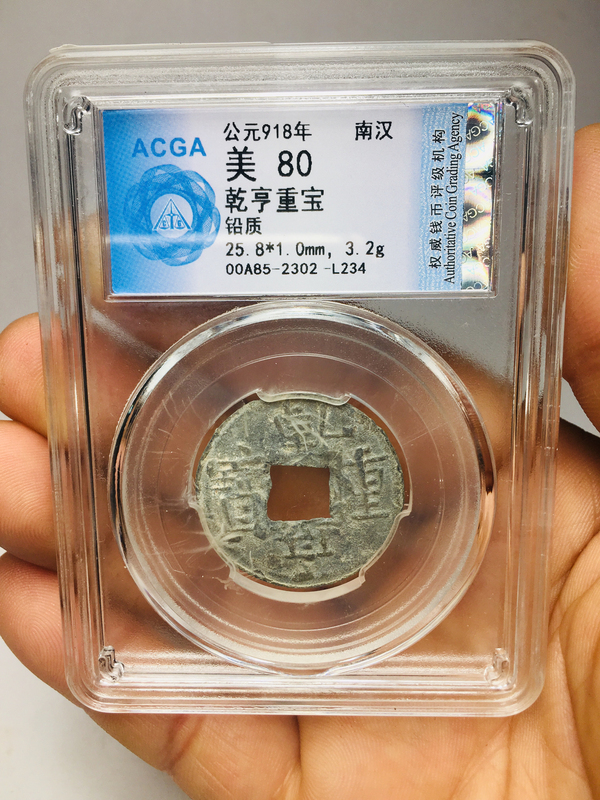 ACGA
公元918年 南汉
美 80
乾亨重宝
铅质
25.8*1.0mm, 3.2g
00A85-2302-L234
权威钱币评级机构
Authoritative Coin Grading Agency
乾亨重寶